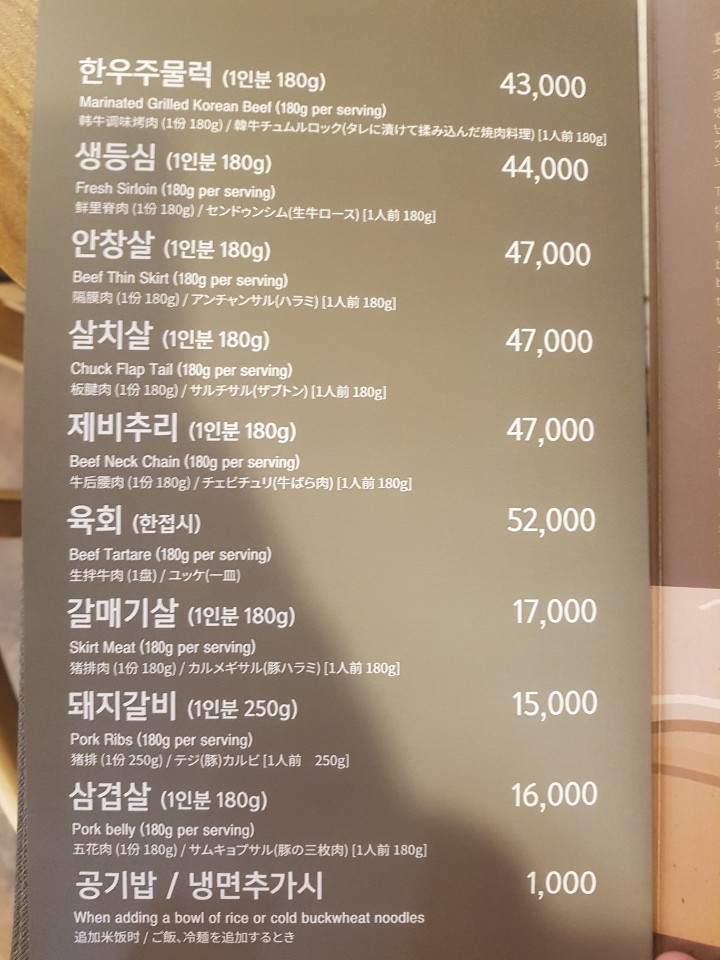 한우주물럭 (1인분 180g) 43,000
Marinated Grilled Korean Beef (180g per serving)
韩牛调味烤肉 (1份 180g) / 韓牛チュムルロック(タレに漬けて揉み込んだ焼肉料理) [1人前 180g]
생등심 (1인분 180g) 44,000
Fresh Sirloin (180g per serving)
鲜里脊肉 (1份 180g) / センドゥンシム(生牛ロース) [1人前 180g]
안창살 (1인분 180g) 47,000
Beef Thin Skirt (180g per serving)
隔膜肉 (1份 180g) / アンチャンサル(ハラミ) [1人前 180g]
살치살 (1인분 180g) 47,000
Chuck Flap Tail (180g per serving)
板腱肉 (1份 180g) / サルチサル(ザブトン) [1人前 180g]
제비추리 (1인분 180g) 47,000
Beef Neck Chain (180g per serving)
牛后腰肉 (1份 180g) / チェビチュリ(牛ばら肉) [1人前 180g]
육회 (한접시) 52,000
Beef Tartare (180g per serving)
生拌牛肉 (1盘) / ユッケ(一皿)
갈매기살 (1인분 180g) 17,000
Skirt Meat (180g per serving)
猪排肉 (1份 180g) / カルメギサル(豚ハラミ) [1人前 180g]
돼지갈비 (1인분 250g) 15,000
Pork Ribs (180g per serving)
猪排 (1份 250g) / テジ(豚)カルビ [1人前 250g]
삼겹살 (1인분 180g) 16,000
Pork belly (180g per serving)
五花肉 (1份 180g) / サムギョプサル(豚の三枚肉) [1人前 180g]
공기밥 / 냉면추가시 1,000
When adding a bowl of rice or cold buckwheat noodles
追加米饭时 / ご飯、冷麺を追加するとき